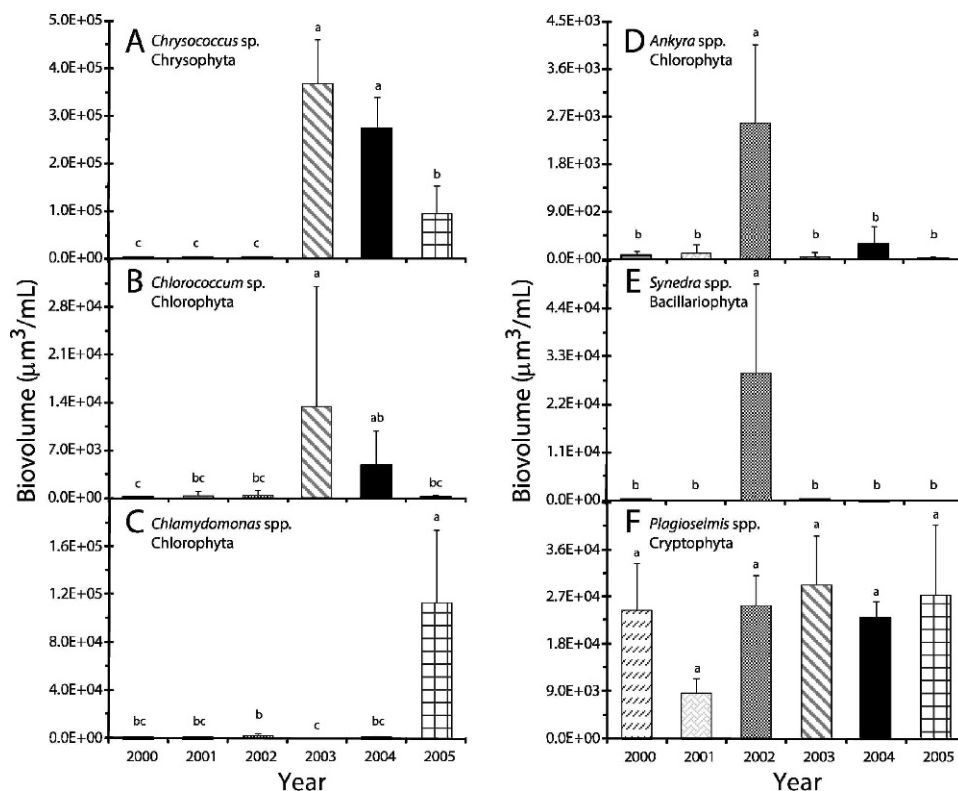 Biovolume (μm³/mL)
A Chrysococcus sp.
Chrysophyta
5.0E+05
4.0E+05
3.0E+05
2.0E+05
1.0E+05
0.0E+00
c c c a a b
B Chlorococcum sp.
Chlorophyta
2.8E+04
2.1E+04
1.4E+04
7.0E+03
0.0E+00
c bc bc a ab bc
C Chlamydomonas spp.
Chlorophyta
1.6E+05
1.2E+05
8.0E+04
4.0E+04
0.0E+00
bc bc b c bc a
2000 2001 2002 2003 2004 2005
Year
Biovolume (μm³/mL)
D Ankyra spp.
Chlorophyta
4.5E+03
3.6E+03
2.7E+03
1.8E+03
9.0E+02
0.0E+00
b b a b b b
E Synedra spp.
Bacillariophyta
4.4E+04
3.3E+04
2.2E+04
1.1E+04
0.0E+00
b b a b b b
F Plagioselmis spp.
Cryptophyta
3.6E+04
2.7E+04
1.8E+04
9.0E+03
0.0E+00
a a a a a a
2000 2001 2002 2003 2004 2005
Year